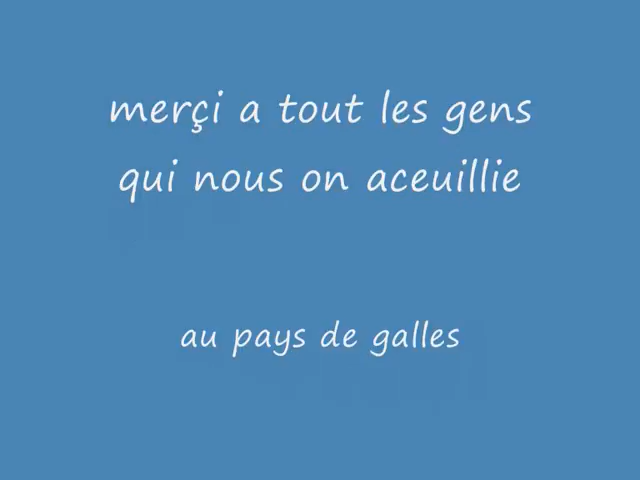 merçi a tout les gens
qui nous on aceuillie
au pays de galles